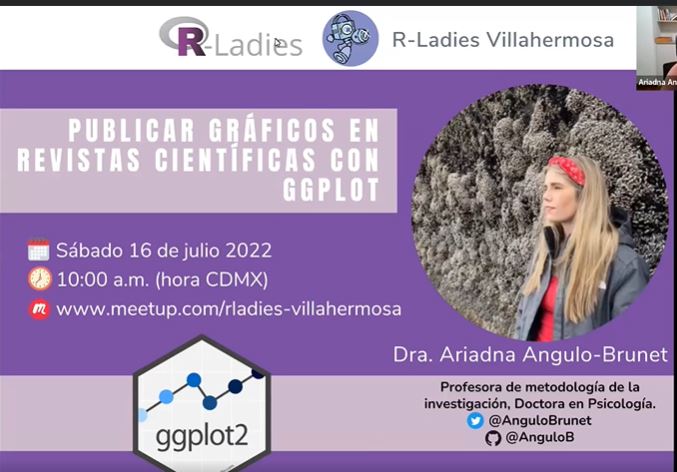 R-Ladies
R-Ladies Villahermosa
Ariadna An
PUBLICAR GRÁFICOS EN
REVISTAS CIENTÍFICAS CON
GGPLOT
Sábado 16 de julio 2022
10:00 a.m. (hora CDMX)
www.meetup.com/rladies-villahermosa
Dra. Ariadna Angulo-Brunet
Profesora de metodología de la
investigación, Doctora en Psicología.
@AnguloBrunet
@AnguloB
ggplot2